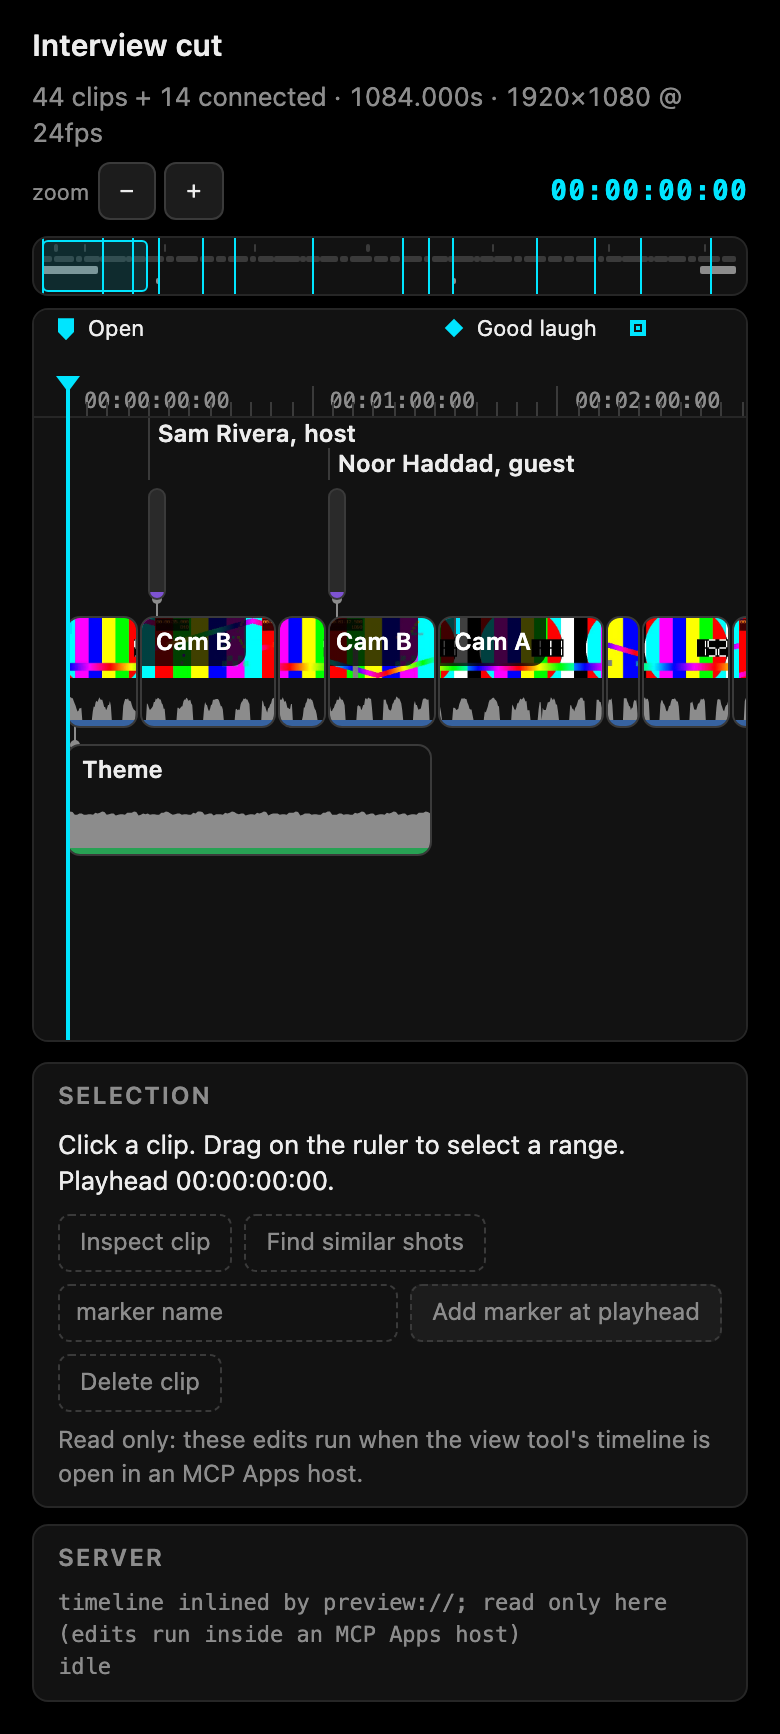 Interview cut
44 clips + 14 connected · 1084.000s · 1920×1080 @
24fps
zoom − + 00:00:00:00
Open Good laugh
00:00:00:00 00:01:00:00 00:02:00:00
Sam Rivera, host
Noor Haddad, guest
Cam B Cam B Cam A
Theme
SELECTION
Click a clip. Drag on the ruler to select a range.
Playhead 00:00:00:00.
Inspect clip Find similar shots
marker name Add marker at playhead
Delete clip
Read only: these edits run when the view tool's timeline is
open in an MCP Apps host.
SERVER
timeline inlined by preview://; read only here
(edits run inside an MCP Apps host)
idle